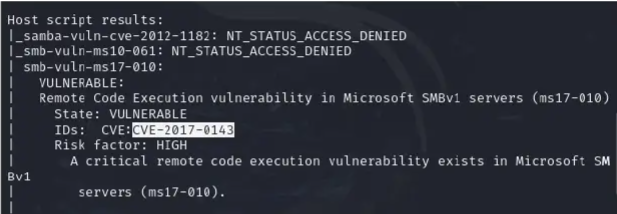 Host script results:
|_samba-vuln-cve-2012-1182: NT_STATUS_ACCESS_DENIED
|_smb-vuln-ms10-061: NT_STATUS_ACCESS_DENIED
| smb-vuln-ms17-010:
|   VULNERABLE:
|   Remote Code Execution vulnerability in Microsoft SMBv1 servers (ms17-010)
|     State: VULNERABLE
|     IDs:  CVE:CVE-2017-0143
|     Risk factor: HIGH
|       A critical remote code execution vulnerability exists in Microsoft SM
Bv1
|        servers (ms17-010).
|